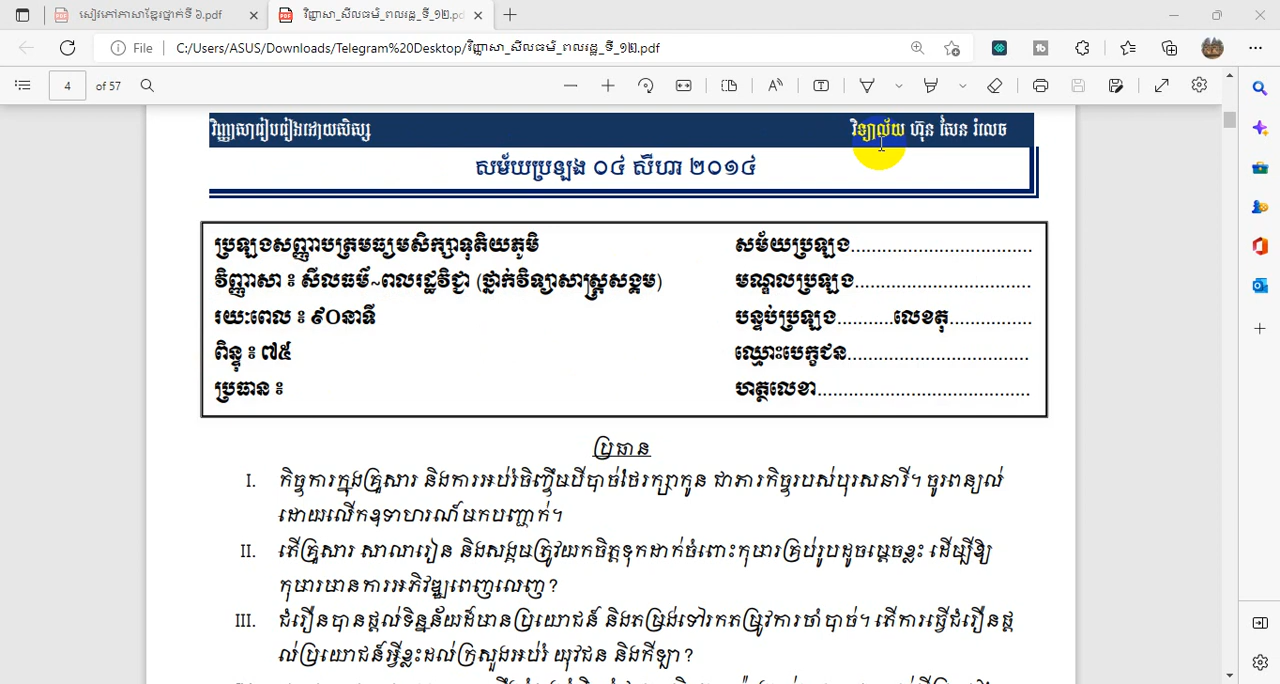 សៀវភៅភាសាខ្មែរថ្នាក់ទី ៦.pdf
វិញ្ញាសា_សីលធម៌_ពលរដ្ឋ_ទី_១២.pd
File C:/Users/ASUS/Downloads/Telegram%20Desktop/វិញ្ញាសា_សីលធម៌_ពលរដ្ឋ_ទី_១២.pdf
4 of 57
វិញ្ញាសារៀបរៀងដោយសិស្ស វិទ្យាល័យ ហ៊ុន សែន រំលេច
សម័យប្រឡង ០៤ សីហា ២០១៤
ប្រឡងសញ្ញាបត្រមធ្យមសិក្សាទុតិយភូមិ សម័យប្រឡង..................................
វិញ្ញាសា ៖ សីលធម៌~ពលរដ្ឋវិជ្ជា (ថ្នាក់វិទ្យាសាស្ត្រសង្គម) មណ្ឌលប្រឡង.................................
រយៈពេល ៖ ៩០នាទី បន្ទប់ប្រឡង...........លេខតុ...............
ពិន្ទុ ៖ ៧៥ ឈ្មោះបេក្ខជន..................................
ប្រធាន ៖ ហត្ថលេខា.......................................
ប្រធាន
I. កិច្ចការក្នុងគ្រួសារ និងការអប់រំចិញ្ចឹមបីបាច់ថែរក្សាកូន ជាភារកិច្ចរបស់បុរសនារី។ ចូរពន្យល់
ដោយលើកឧទាហរណ៍មកបញ្ជាក់។
II. តើគ្រួសារ សាលារៀន និងសង្គមត្រូវយកចិត្តទុកដាក់ចំពោះកុមារគ្រប់រូបដូចម្តេចខ្លះ ដើម្បីឱ្យ
កុមារមានការអភិវឌ្ឍពេញលេញ?
III. ជំរឿនបានផ្តល់ទិន្នន័យដ៏មានប្រយោជន៍ និងតម្រង់ទៅរកតម្រូវការចាំបាច់។ តើការធ្វើជំរឿនផ្ត
ល់ប្រយោជន៍អ្វីខ្លះដល់ក្រសួងអប់រំ យុវជន និងកីឡា?